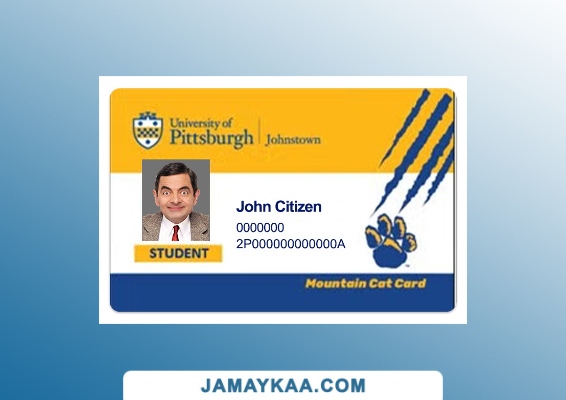 University of
Pittsburgh | Johnstown
John Citizen
0000000
2P000000000000A
STUDENT
Mountain Cat Card
JAMAYKAA.COM